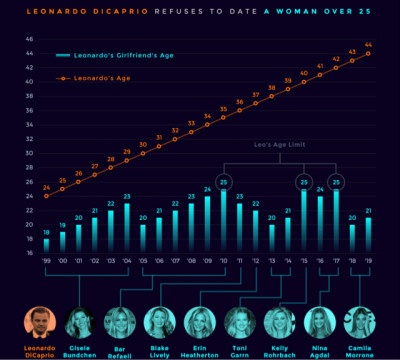 LEONARDO DICAPRIO REFUSES TO DATE A WOMAN OVER 25
46
44
42
40
38
36
34
32
30
28
26
24
22
20
18
16
Leonardo's Girlfriend's Age
Leonardo's Age
24 25 26 27 28 29 30 31 32 33 34 35 36 37 38 39 40 41 42 43 44
Leo's Age Limit
18 19 20 21 22 23 20 21 22 23 24 25 23 22 20 21 25 24 25 20 21
'99 '00 '01 '02 '03 '04 '05 '06 '07 '08 '09 '10 '11 '12 '13 '14 '15 '16 '17 '18 '19
Leonardo
DiCaprio
Gisele
Bundchen
Bar
Refaeli
Blake
Lively
Erin
Heatherton
Toni
Garrn
Kelly
Rohrbach
Nina
Agdal
Camila
Morrone